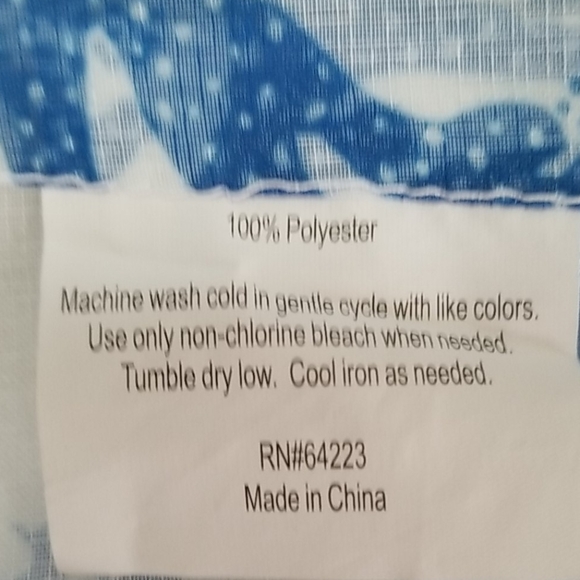 100% Polyester
Machine wash cold in gentle cycle with like colors.
Use only non-chlorine bleach when needed.
Tumble dry low. Cool iron as needed.
RN#64223
Made in China